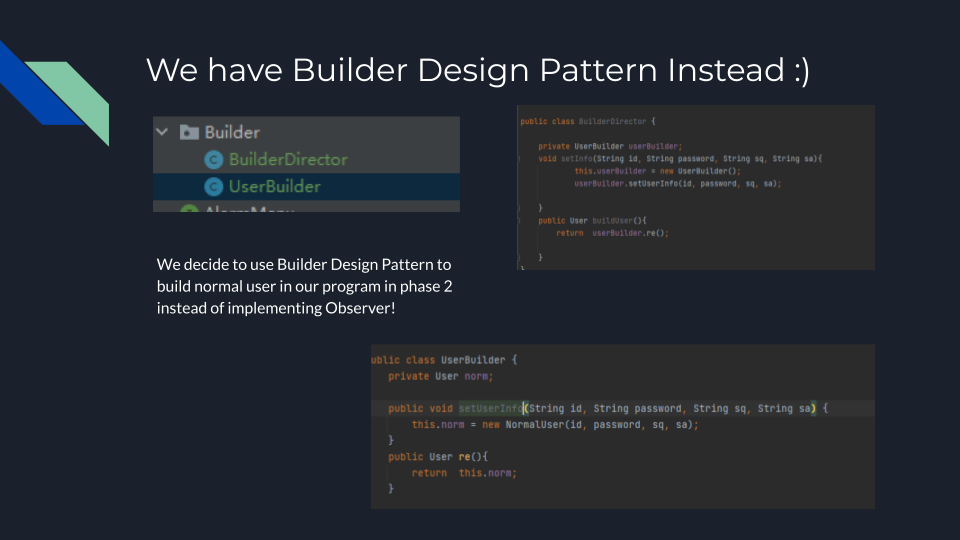 We have Builder Design Pattern Instead :)
Builder
BuilderDirector
UserBuilder
AlarmMenu
We decide to use Builder Design Pattern to
build normal user in our program in phase 2
instead of implementing Observer!
public class BuilderDirector {
private UserBuilder userBuilder;
void setInfo(String id, String password, String sq, String sa){
this.userBuilder = new UserBuilder();
userBuilder.setUserInfo(id, password, sq, sa);
}
public User buildUser(){
return userBuilder.re();
}
}
ublic class UserBuilder {
private User norm;
public void setUserInfo(String id, String password, String sq, String sa) {
this.norm = new NormalUser(id, password, sq, sa);
}
public User re(){
return this.norm;
}